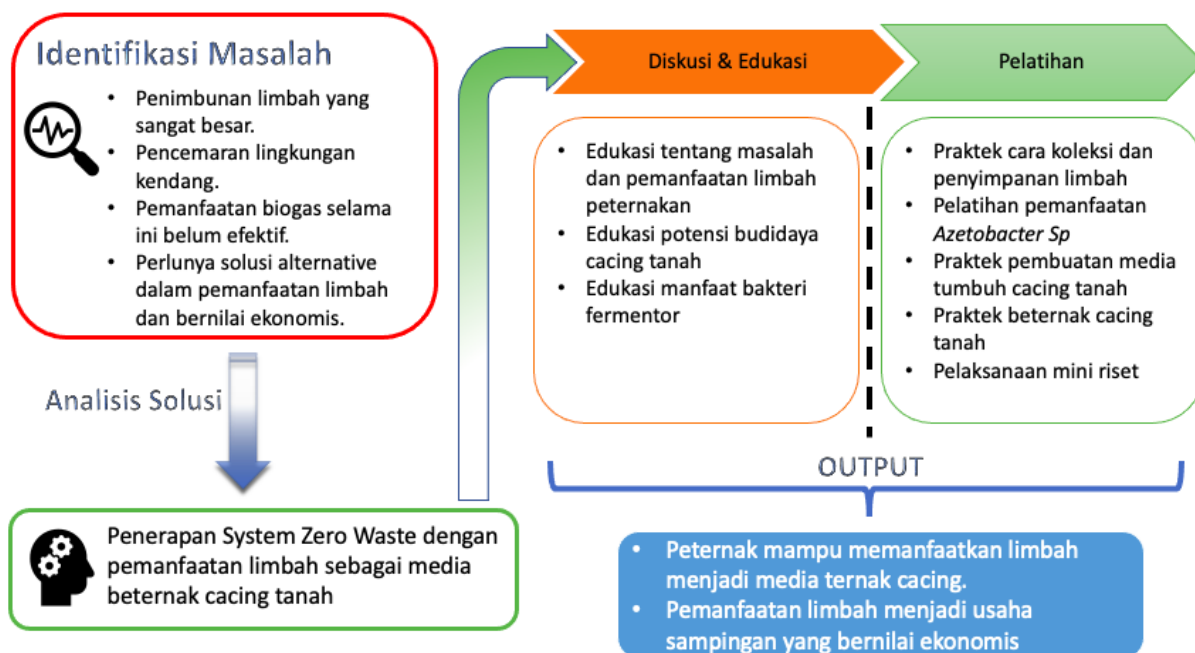 Identifikasi Masalah
• Penimbunan limbah yang
sangat besar.
• Pencemaran lingkungan
kendang.
• Pemanfaatan biogas selama
ini belum efektif.
• Perlunya solusi alternative
dalam pemanfaatan limbah
dan bernilai ekonomis.
Analisis Solusi
Penerapan System Zero Waste dengan
pemanfaatan limbah sebagai media
beternak cacing tanah
Diskusi & Edukasi
• Edukasi tentang masalah
dan pemanfaatan limbah
peternakan
• Edukasi potensi budidaya
cacing tanah
• Edukasi manfaat bakteri
fermentor
Pelatihan
• Praktek cara koleksi dan
penyimpanan limbah
• Pelatihan pemanfaatan
Azetobacter Sp
• Praktek pembuatan media
tumbuh cacing tanah
• Praktek beternak cacing
tanah
• Pelaksanaan mini riset
OUTPUT
• Peternak mampu memanfaatkan limbah
menjadi media ternak cacing.
• Pemanfaatan limbah menjadi usaha
sampingan yang bernilai ekonomis